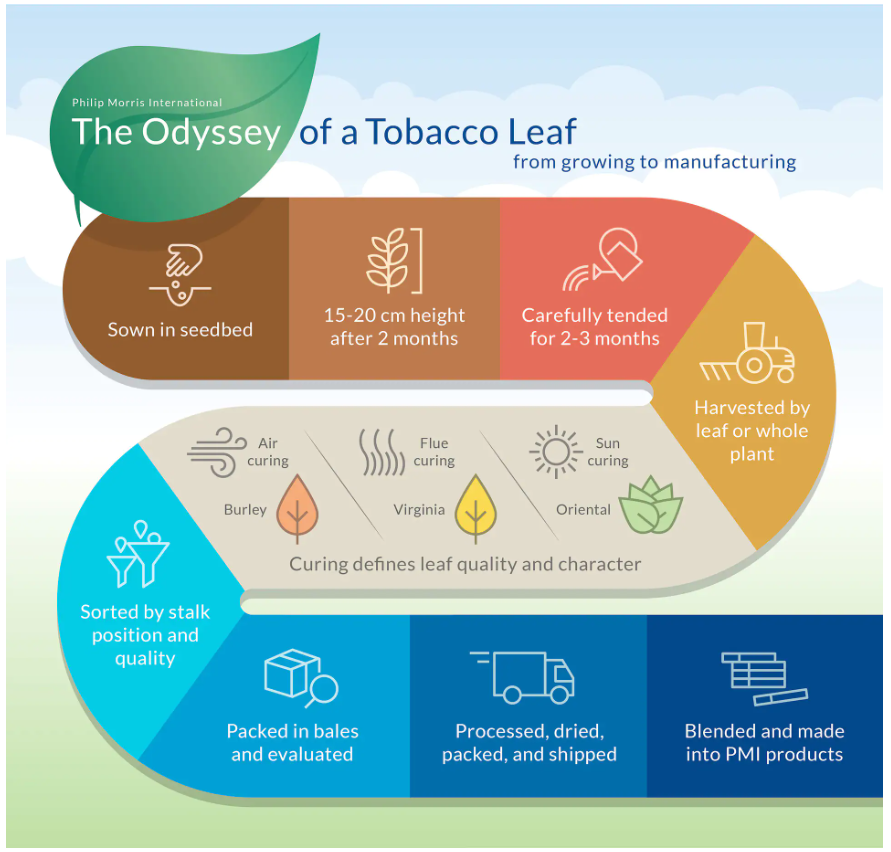 Philip Morris International
The Odyssey of a Tobacco Leaf
from growing to manufacturing
Sown in seedbed
15-20 cm height
after 2 months
Carefully tended
for 2-3 months
Harvested by
leaf or whole
plant
Air
curing
Burley
Flue
curing
Virginia
Sun
curing
Oriental
Curing defines leaf quality and character
Sorted by stalk
position and
quality
Packed in bales
and evaluated
Processed, dried,
packed, and shipped
Blended and made
into PMI products